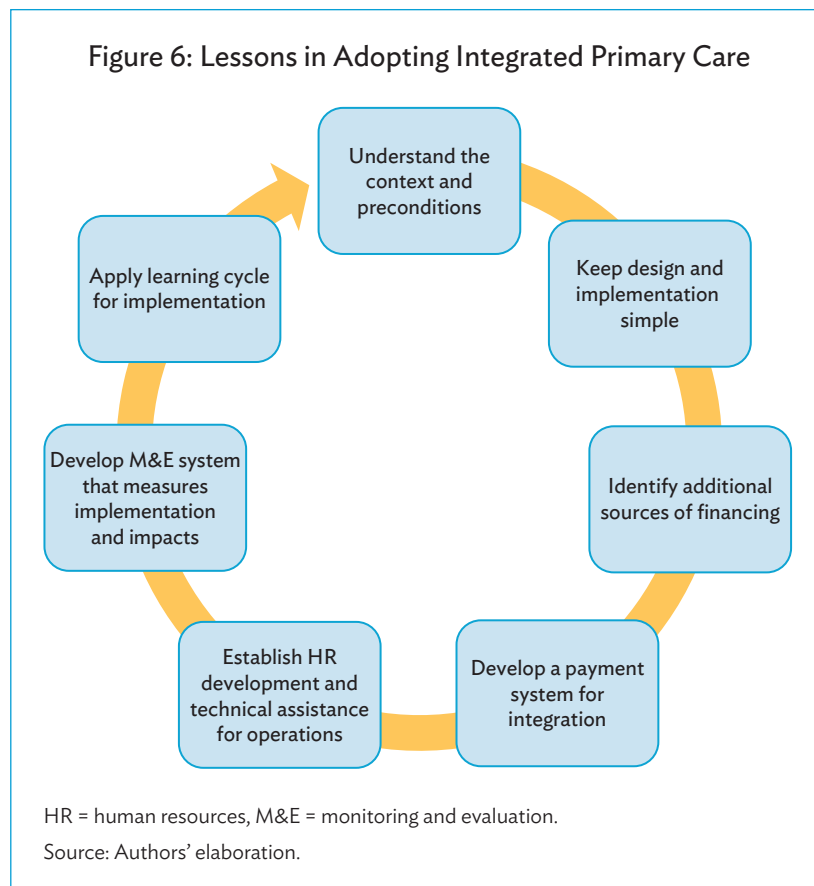 Figure 6: Lessons in Adopting Integrated Primary Care
Understand the
context and
preconditions
Keep design and
implementation
simple
Identify additional
sources of financing
Develop a payment
system for
integration
Establish HR
development and
technical assistance
for operations
Develop M&E system
that measures
implementation
and impacts
Apply learning cycle
for implementation
HR = human resources, M&E = monitoring and evaluation.
Source: Authors’ elaboration.